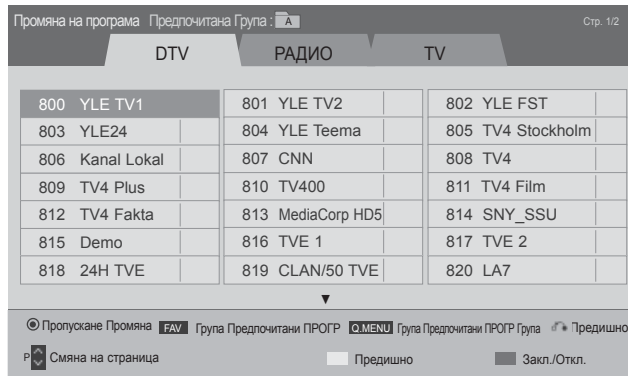 Промяна на програма Предпочитана Група : A Стр. 1/2
DTV РАДИО TV
800 YLE TV1 801 YLE TV2 802 YLE FST
803 YLE24 804 YLE Teema 805 TV4 Stockholm
806 Kanal Lokal 807 CNN 808 TV4
809 TV4 Plus 810 TV400 811 TV4 Film
812 TV4 Fakta 813 MediaCorp HD5 814 SNY_SSU
815 Demo 816 TVE 1 817 TVE 2
818 24H TVE 819 CLAN/50 TVE 820 LA7
Пропускане Промяна FAV Група Предпочитани ПРОГР Q.MENU Група Предпочитани ПРОГР Група Предишно
P Смяна на страница Предишно Закл./Откл.